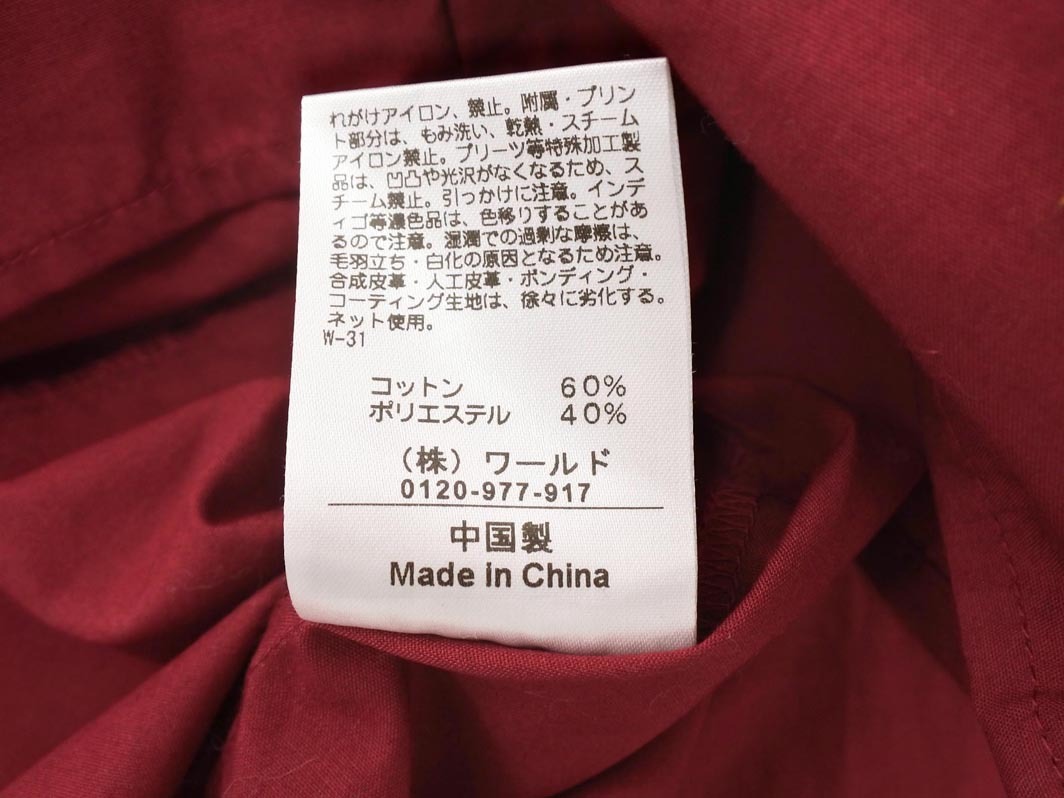 れがけアイロン、禁止。附属・プリン
ト部分は、もみ洗い、乾熱・スチーム
アイロン禁止。プリーツ等特殊加工製
品は、凹凸や光沢がなくなるため、ス
チーム禁止。引っかけに注意。インデ
ィゴ等濃色品は、色移りすることがあ
るので注意。湿潤での過剰な摩擦は、
毛羽立ち・白化の原因となるため注意。
合成皮革・人工皮革・ボンディング・
コーティング生地は、徐々に劣化する。
ネット使用。
W-31
コットン 60%
ポリエステル 40%
（株）ワールド
0120-977-917
中国製
Made in China